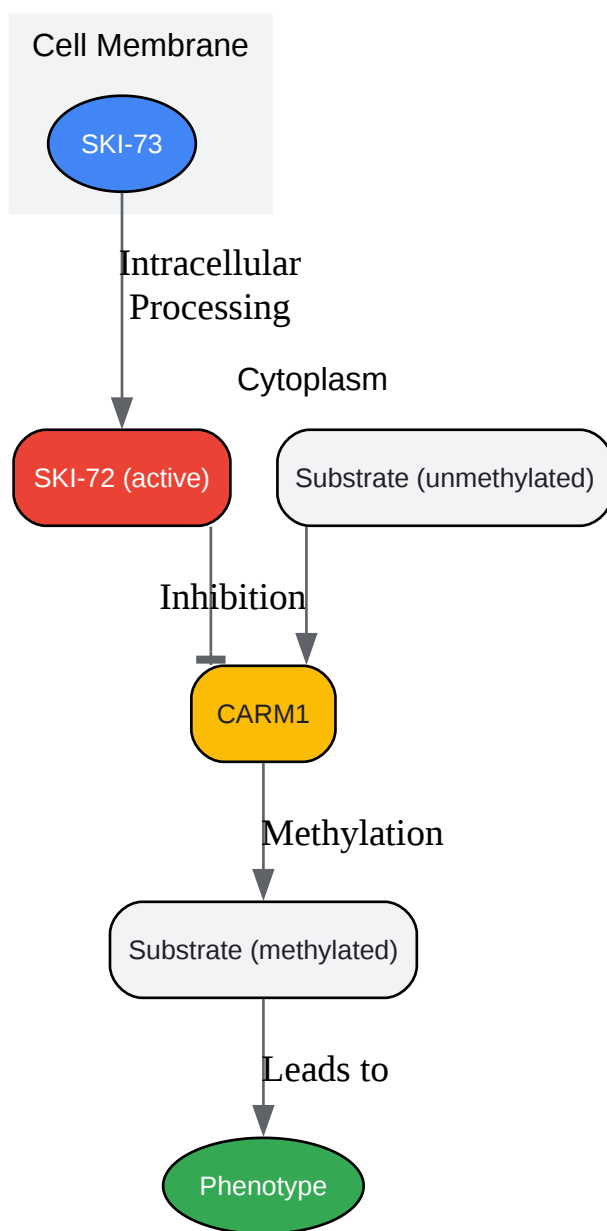 Cell Membrane
SKI-73
Intracellular
Processing
Cytoplasm
SKI-72 (active)
Substrate (unmethylated)
Inhibition
CARM1
Methylation
Substrate (methylated)
Leads to
Phenotype